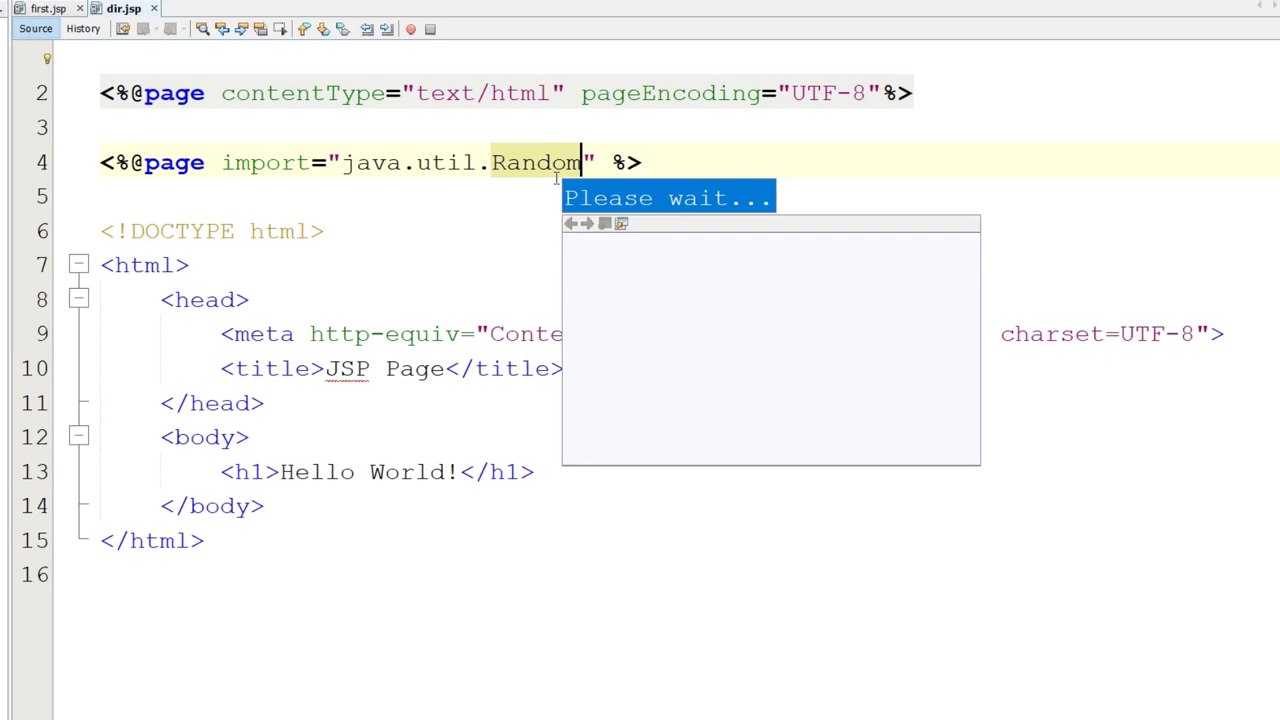 first.jsp dir.jsp
Source History
2 <%@page contentType="text/html" pageEncoding="UTF-8"%>
3
4 <%@page import="java.util.Random" %>
Please wait...
5
6 <!DOCTYPE html>
7 <html>
8 <head>
9 <meta http-equiv="Conte charset=UTF-8">
10 <title>JSP Page</title>
11 </head>
12 <body>
13 <h1>Hello World!</h1>
14 </body>
15 </html>
16